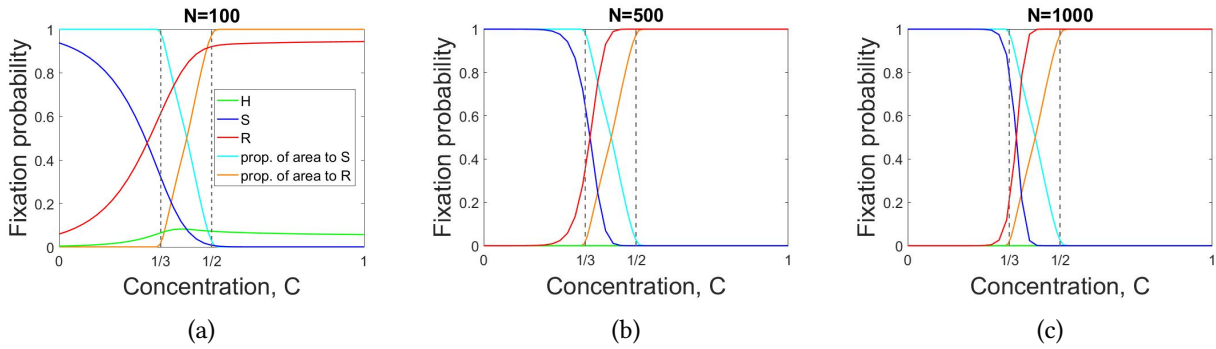 N=100
Fixation probability
1
0.8
0.6
0.4
0.2
0
H
S
R
prop. of area to S
prop. of area to R
0
1/3
1/2
1
Concentration, C
(a)
N=500
Fixation probability
1
0.8
0.6
0.4
0.2
0
0
1/3
1/2
1
Concentration, C
(b)
N=1000
Fixation probability
1
0.8
0.6
0.4
0.2
0
0
1/3
1/2
1
Concentration, C
(c)